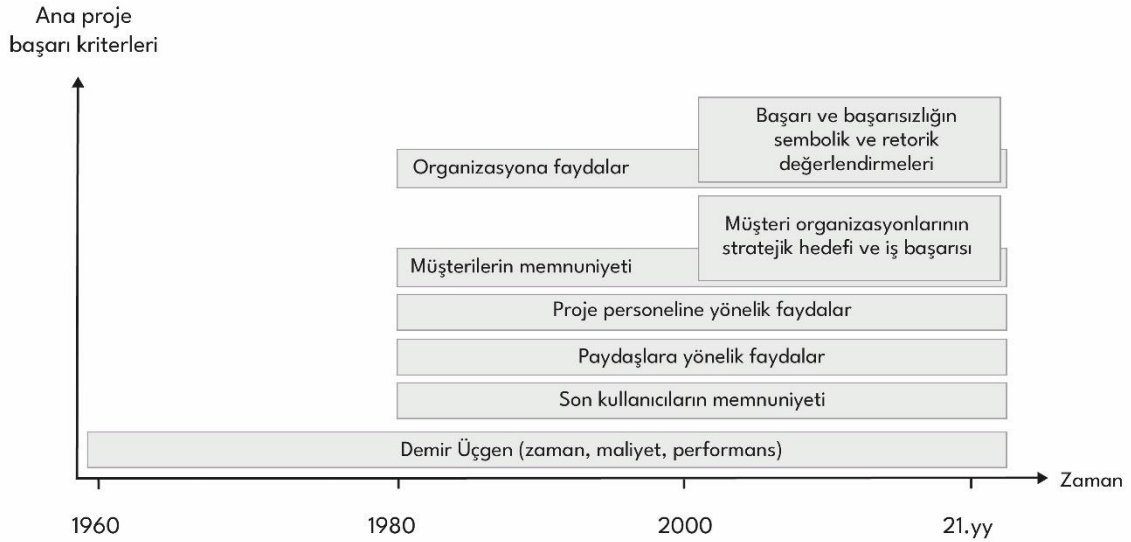 Ana proje
başarı kriterleri
Başarı ve başarısızlığın
sembolik ve retorik
değerlendirmeleri
Organizasyona faydalar
Müşteri organizasyonlarının
stratejik hedefi ve iş başarısı
Müşterilerin memnuniyeti
Proje personeline yönelik faydalar
Paydaşlara yönelik faydalar
Son kullanıcıların memnuniyeti
Demir Üçgen (zaman, maliyet, performans)
Zaman
1960
1980
2000
21.yy